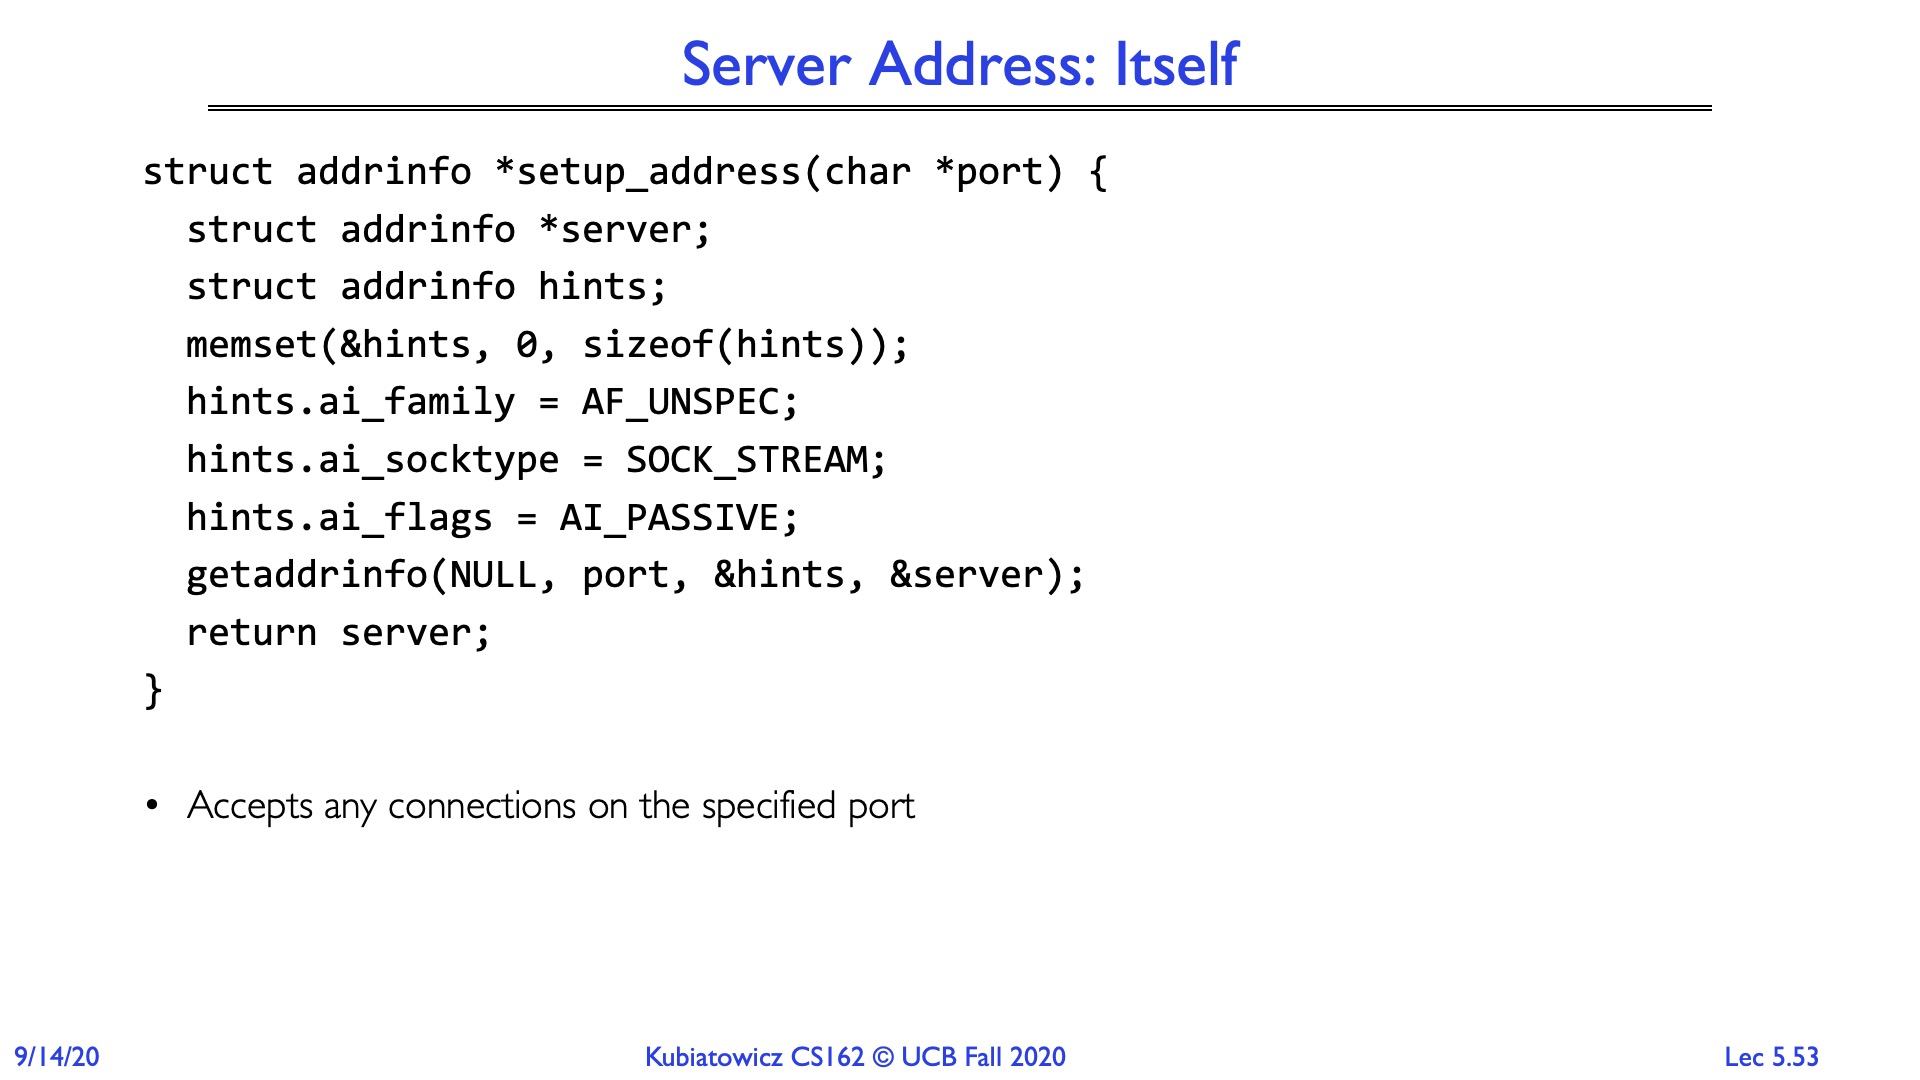 Server Address: Itself
struct addrinfo *setup_address(char *port) {
  struct addrinfo *server;
  struct addrinfo hints;
  memset(&hints, 0, sizeof(hints));
  hints.ai_family = AF_UNSPEC;
  hints.ai_socktype = SOCK_STREAM;
  hints.ai_flags = AI_PASSIVE;
  getaddrinfo(NULL, port, &hints, &server);
  return server;
}
• Accepts any connections on the specified port
9/14/20
Kubiatowicz CS162 © UCB Fall 2020
Lec 5.53